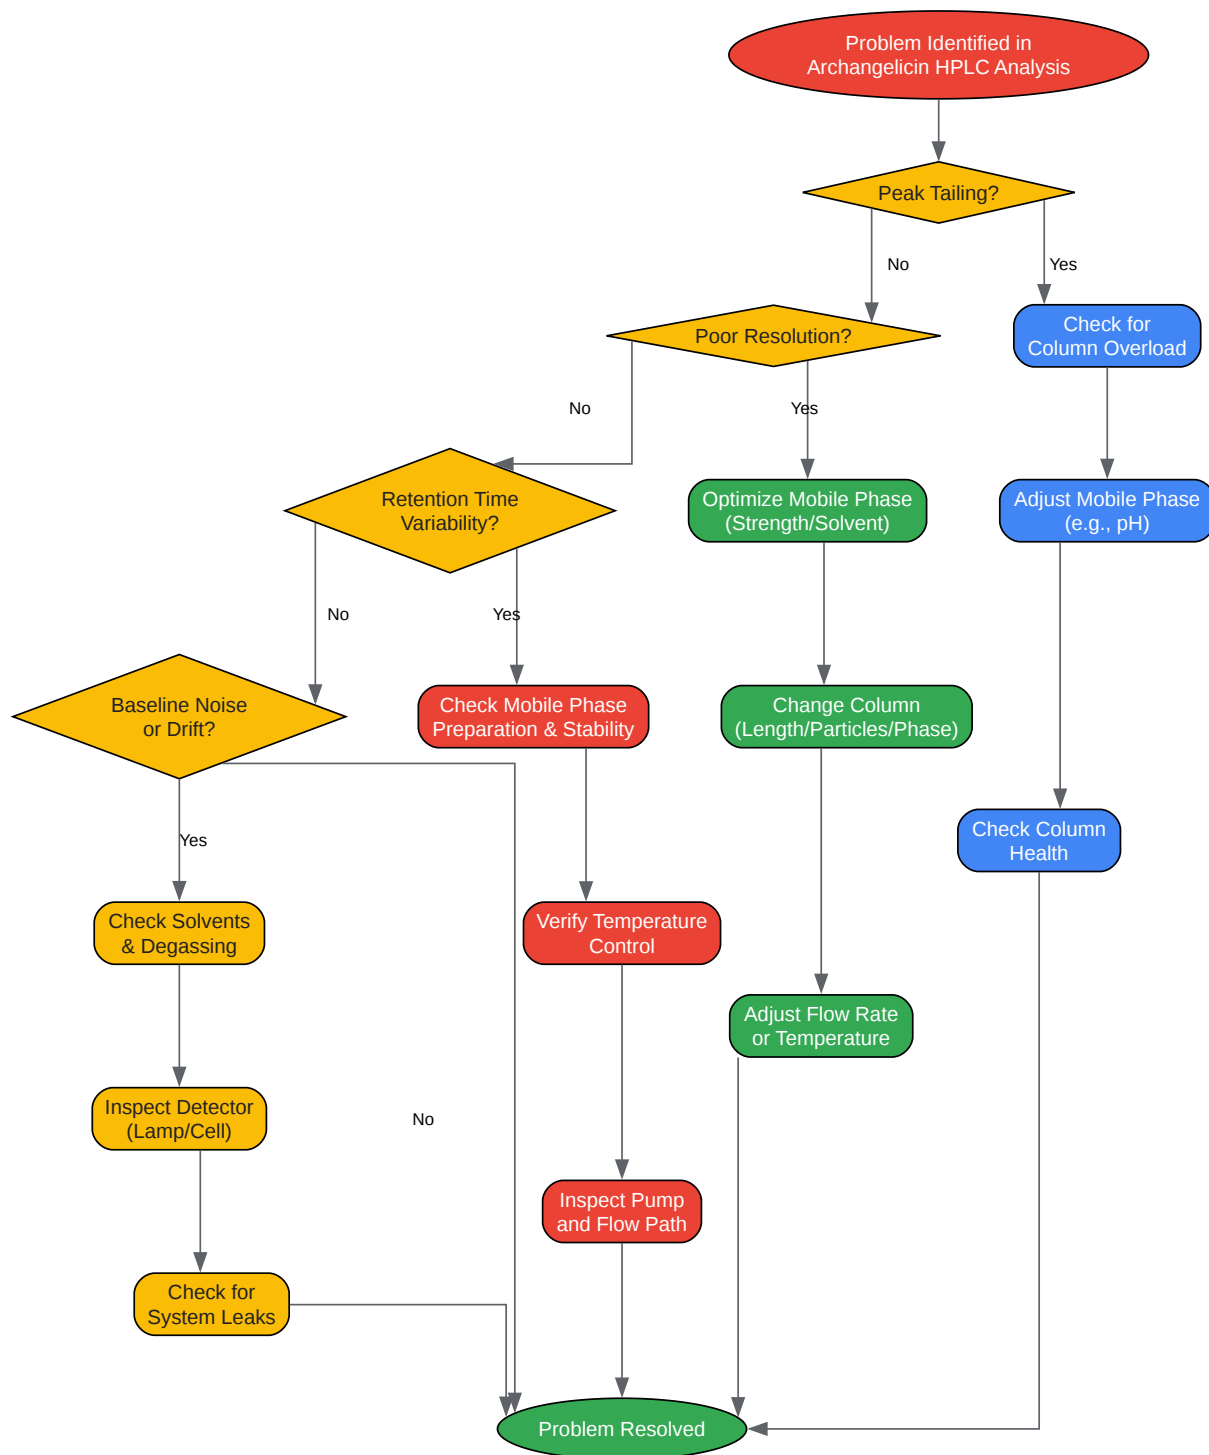 Problem Identified in
Archangelicin HPLC Analysis
Peak Tailing?
No
Yes
Poor Resolution?
Check for
Column Overload
No
Yes
Retention Time
Variability?
Optimize Mobile Phase
(Strength/Solvent)
Adjust Mobile Phase
(e.g., pH)
No
Yes
Baseline Noise
or Drift?
Check Mobile Phase
Preparation & Stability
Change Column
(Length/Particles/Phase)
Yes
Check Column
Health
Check Solvents
& Degassing
Verify Temperature
Control
Adjust Flow Rate
or Temperature
Inspect Detector
(Lamp/Cell)
No
Inspect Pump
and Flow Path
Check for
System Leaks
Problem Resolved